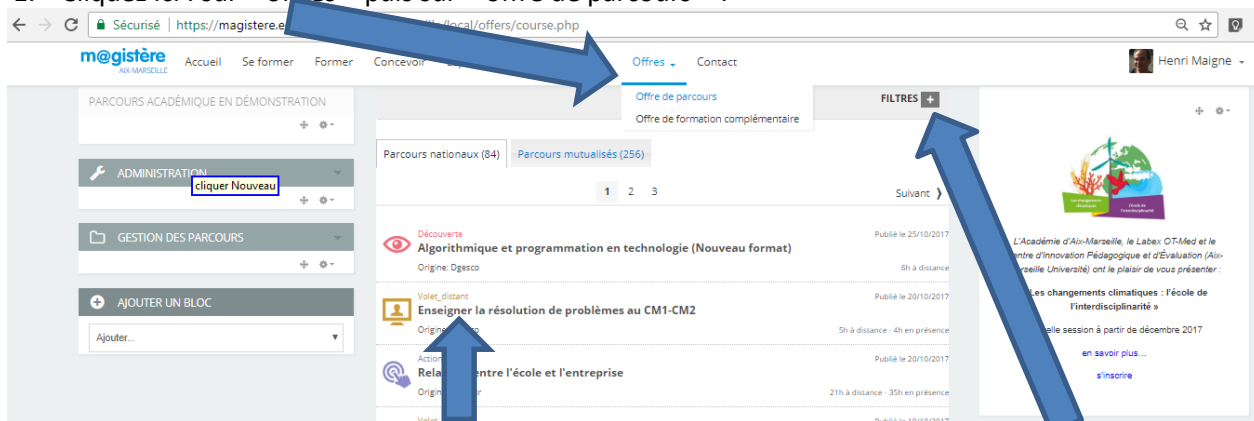 Sécurisé | https://magistere.e /local/offers/course.php
m@gistère Accueil Se former Former Concevoir Offres Contact Henri Maigne
AIX-MARSEILLE
PARCOURS ACADÉMIQUE EN DÉMONSTRATION
Offre de parcours
Offre de formation complémentaire
FILTRES +
ADMINISTRATION
cliquer Nouveau
GESTION DES PARCOURS
AJOUTER UN BLOC
Ajouter...
Parcours nationaux (84) Parcours mutualisés (256)
1 2 3 Suivant ❭
Découverte Publié le 25/10/2017
Algorithmique et programmation en technologie (Nouveau format)
Origine: Dgesco 6h à distance
Volet_distant Publié le 20/10/2017
Enseigner la résolution de problèmes au CM1-CM2
5h à distance - 4h en présence
Action Publié le 20/10/2017
entre l'école et l'entreprise
21h à distance - 35h en présence
L'Académie d'Aix-Marseille, le Labex OT-Med et le
d'Innovation Pédagogique et d'Évaluation (Aix-
Université) ont le plaisir de vous présenter :
Les changements climatiques : l'école de
l'interdisciplinarité »
session à partir de décembre 2017
en savoir plus...
s'inscrire